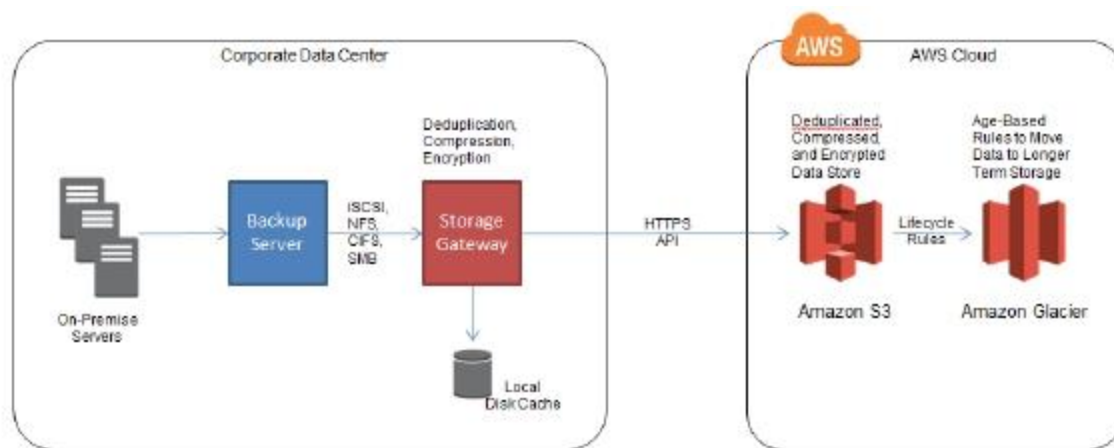 Corporate Data Center
AWS
AWS Cloud
Deduplication,
Compression,
Encryption
Deduplicated,
Compressed,
and Encrypted
Data Store
Age-Based
Rules to Move
Data to Longer
Term Storage
Backup
Server
iSCSI,
NFS,
CIFS,
SMB
Storage
Gateway
HTTPS
API
Lifecycle
Rules
On-Premise
Servers
Amazon S3
Amazon Glacier
Local
Disk Cache